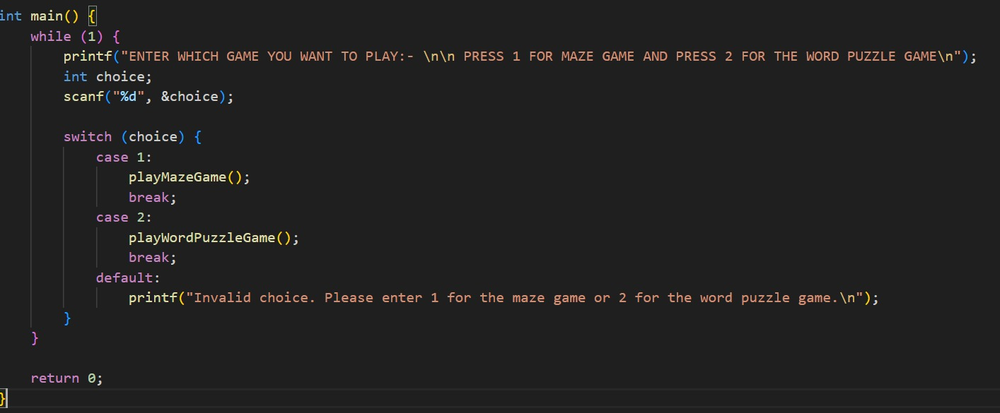 int main() {
    while (1) {
        printf("ENTER WHICH GAME YOU WANT TO PLAY:- \n\n PRESS 1 FOR MAZE GAME AND PRESS 2 FOR THE WORD PUZZLE GAME\n");
        int choice;
        scanf("%d", &choice);

        switch (choice) {
            case 1:
                playMazeGame();
                break;
            case 2:
                playWordPuzzleGame();
                break;
            default:
                printf("Invalid choice. Please enter 1 for the maze game or 2 for the word puzzle game.\n");
        }
    }

    return 0;
}